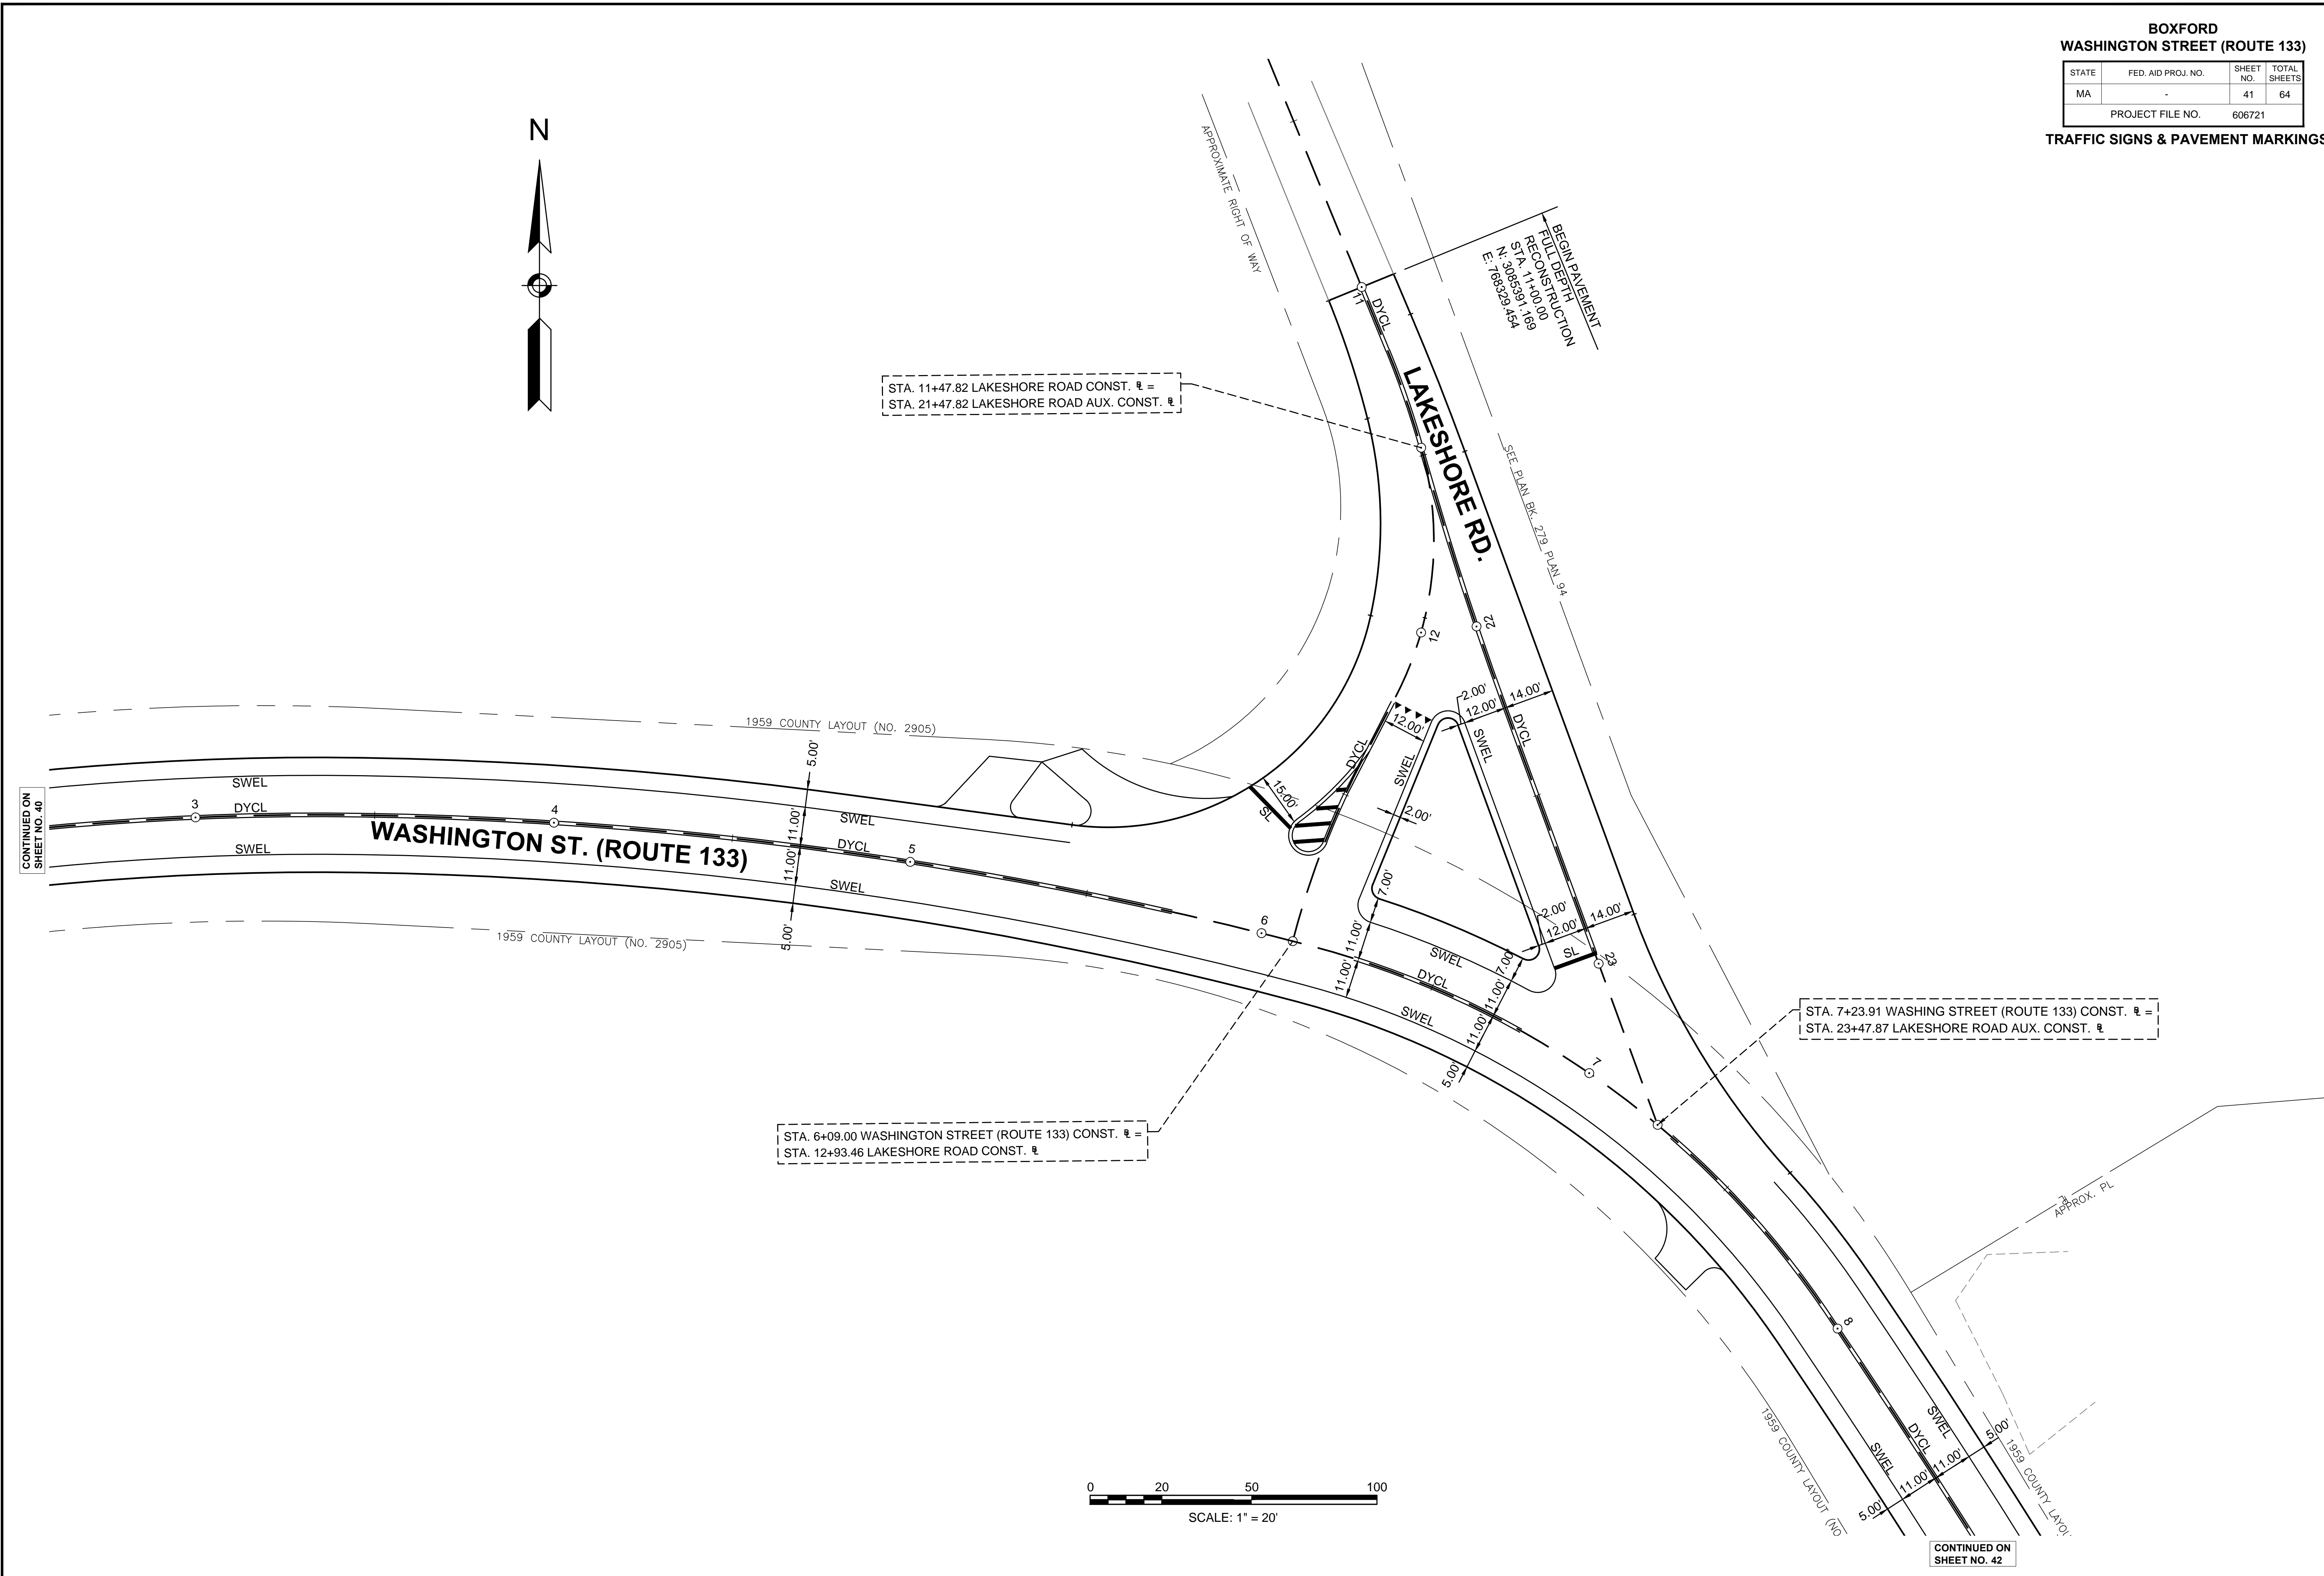 BOXFORD
WASHINGTON STREET (ROUTE 133)
STATE FED. AID PROJ. NO. SHEET NO. TOTAL SHEETS
MA - 41 64
PROJECT FILE NO. 606721
TRAFFIC SIGNS & PAVEMENT MARKINGS
N
APPROXIMATE RIGHT OF WAY
BEGIN PAVEMENT
FULL DEPTH
RECONSTRUCTION
STA. 11+00.00
N: 3085391.169
E: 768329.454
11
DYCL
LAKESHORE RD.
STA. 11+47.82 LAKESHORE ROAD CONST. ℄ =
STA. 21+47.82 LAKESHORE ROAD AUX. CONST. ℄
SEE PLAN BK. 279 PLAN 94
12
22
2.00'
12.00'
14.00'
12.00'
DYCL
SWEL
SWEL
DYCL
15.00'
SL
2.00'
7.00'
2.00'
12.00'
14.00'
SL
23
1959 COUNTY LAYOUT (NO. 2905)
5.00'
CONTINUED ON
SHEET NO. 40
SWEL
3
DYCL
4
SWEL
WASHINGTON ST. (ROUTE 133)
11.00'
11.00'
5.00'
SWEL
DYCL
5
SWEL
1959 COUNTY LAYOUT (NO. 2905)
6
11.00'
11.00'
SWEL
DYCL
SWEL
7.00'
11.00'
11.00'
5.00'
7
STA. 7+23.91 WASHING STREET (ROUTE 133) CONST. ℄ =
STA. 23+47.87 LAKESHORE ROAD AUX. CONST. ℄
STA. 6+09.00 WASHINGTON STREET (ROUTE 133) CONST. ℄ =
STA. 12+93.46 LAKESHORE ROAD CONST. ℄
APPROX. PL
8
SWEL
DYCL
SWEL
5.00'
11.00'
11.00'
5.00'
1959 COUNTY LAYOUT (NO
1959 COUNTY LAYOU
0 20 50 100
SCALE: 1" = 20'
CONTINUED ON
SHEET NO. 42